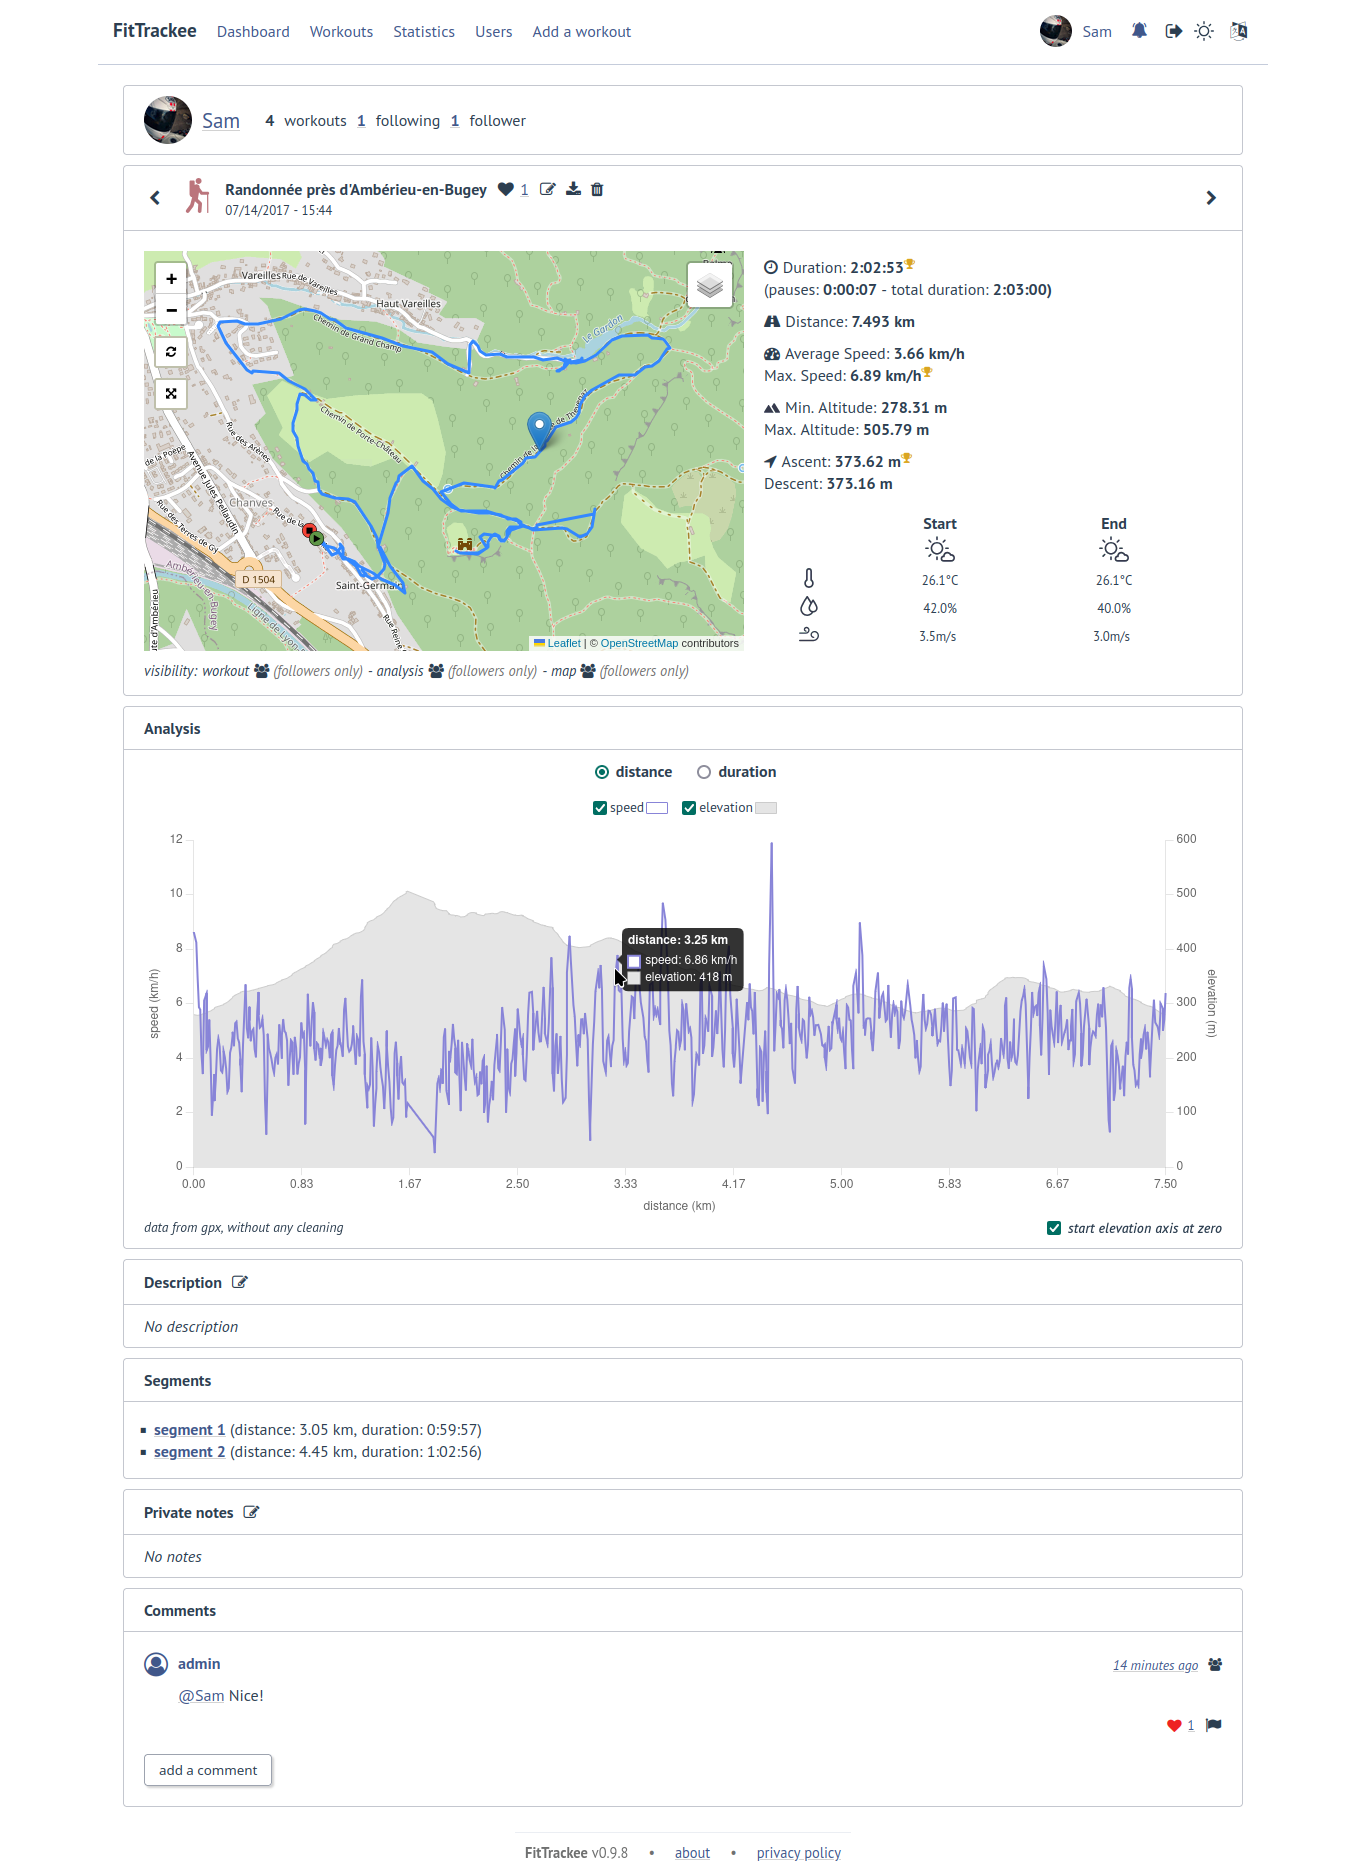 FitTrackee Dashboard Workouts Statistics Users Add a workout Sam
Sam 4 workouts 1 following 1 follower
Randonnée près d'Ambérieu-en-Bugey 1
07/14/2017 - 15:44
Vareilles
Rue de Vareilles
Haut Vareilles
Chemin de Grand Champ
Le Gardon
Chemin de Porte-Château
Rue des Arènes
de la Poëpe
Avenue Jules Pellaudin
Chanves
Rue des Terres de Gy
D 1504
Saint-Germain
Ambérieu-en-Bugey
Ligne de Lyon
Rue Reine
te d'Ambérieu
Leaflet | © OpenStreetMap contributors
visibility: workout (followers only) - analysis (followers only) - map (followers only)
Duration: 2:02:53
(pauses: 0:00:07 - total duration: 2:03:00)
Distance: 7.493 km
Average Speed: 3.66 km/h
Max. Speed: 6.89 km/h
Min. Altitude: 278.31 m
Max. Altitude: 505.79 m
Ascent: 373.62 m
Descent: 373.16 m
Start End
26.1°C 26.1°C
42.0% 40.0%
3.5m/s 3.0m/s
Analysis
distance duration
speed elevation
12 600
10 500
8 400
6 300
4 200
2 100
0 0
speed (km/h)
elevation (m)
distance: 3.25 km
speed: 6.86 km/h
elevation: 418 m
0.00 0.83 1.67 2.50 3.33 4.17 5.00 5.83 6.67 7.50
distance (km)
data from gpx, without any cleaning start elevation axis at zero
Description
No description
Segments
segment 1 (distance: 3.05 km, duration: 0:59:57)
segment 2 (distance: 4.45 km, duration: 1:02:56)
Private notes
No notes
Comments
admin 14 minutes ago
@Sam Nice!
1
add a comment
FitTrackee v0.9.8 • about • privacy policy